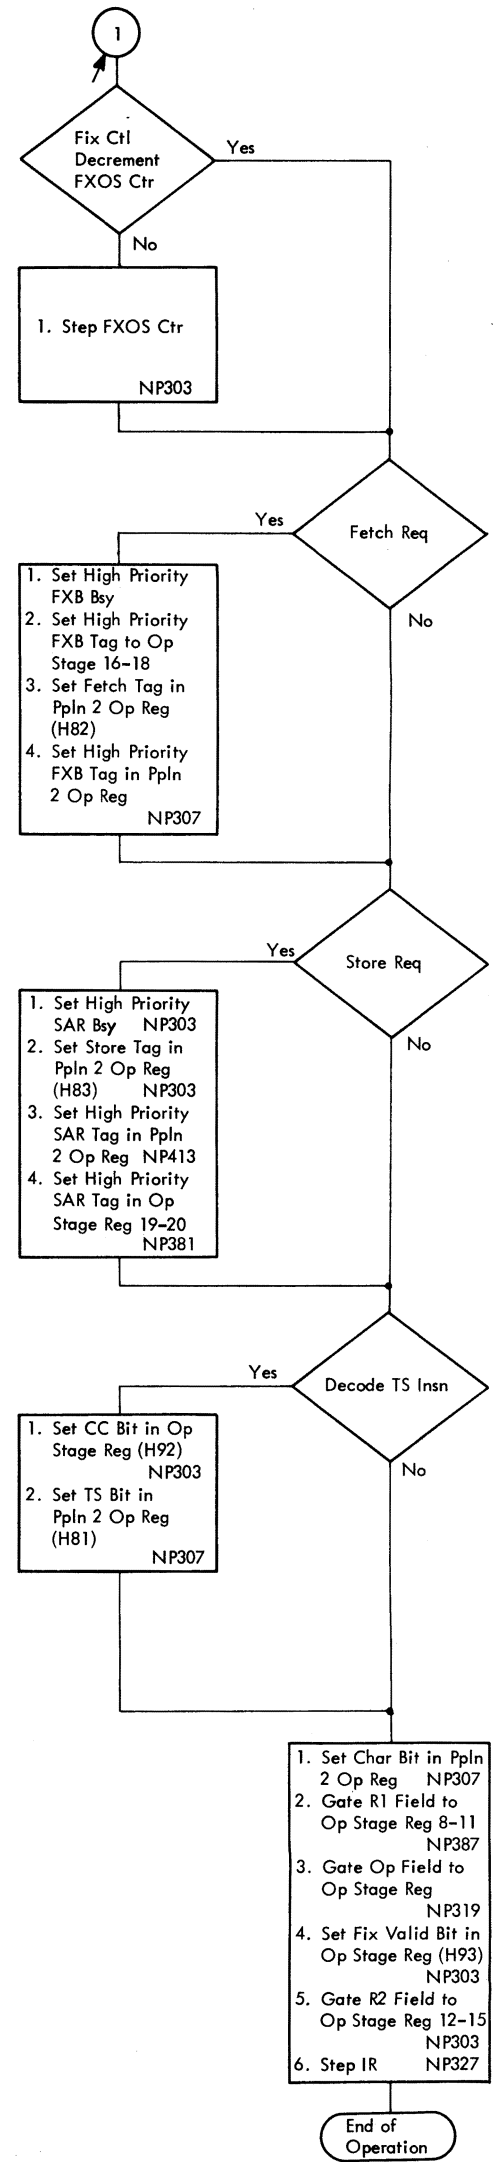 1
Fix Ctl
Decrement
FXOS Ctr
Yes
No
1. Step FXOS Ctr
NP303
Fetch Req
Yes
No
1. Set High Priority
FXB Bsy
2. Set High Priority
FXB Tag to Op
Stage 16-18
3. Set Fetch Tag in
Ppln 2 Op Reg
(H82)
4. Set High Priority
FXB Tag in Ppln
2 Op Reg
NP307
Store Req
Yes
No
1. Set High Priority
SAR Bsy NP303
2. Set Store Tag in
Ppln 2 Op Reg
(H83) NP303
3. Set High Priority
SAR Tag in Ppln
2 Op Reg NP413
4. Set High Priority
SAR Tag in Op
Stage Reg 19-20
NP381
Decode TS Insn
Yes
No
1. Set CC Bit in Op
Stage Reg (H92)
NP303
2. Set TS Bit in
Ppln 2 Op Reg
(H81)
NP307
1. Set Char Bit in Ppln
2 Op Reg NP307
2. Gate R1 Field to
Op Stage Reg 8-11
NP387
3. Gate Op Field to
Op Stage Reg
NP319
4. Set Fix Valid Bit in
Op Stage Reg (H93)
NP303
5. Gate R2 Field to
Op Stage Reg 12-15
NP303
6. Step IR NP327
End of
Operation